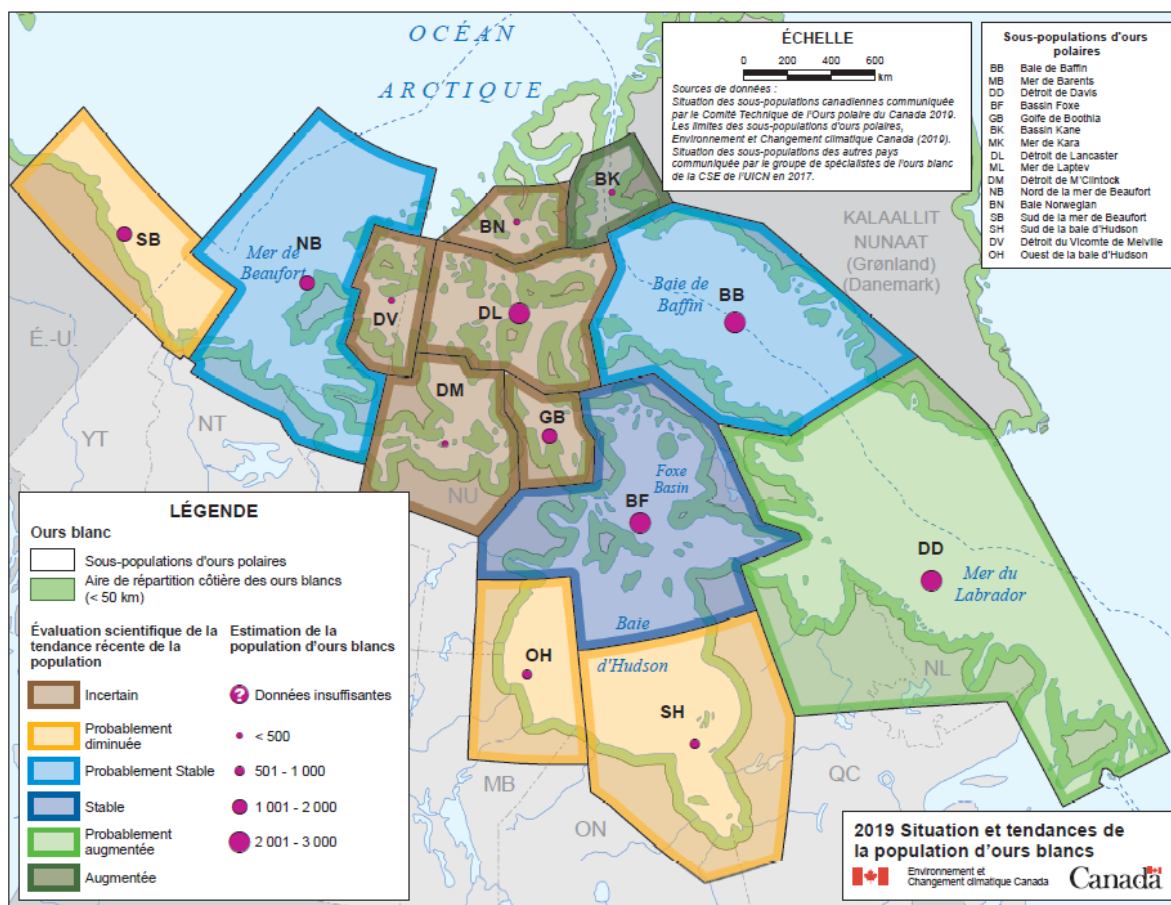 OCÉAN
ARCTIQUE
ÉCHELLE
0 200 400 600
km
Sources de données :
Situation des sous-populations canadiennes communiquée
par le Comité Technique de l'Ours polaire du Canada 2019.
Les limites des sous-populations d'ours polaires,
Environnement et Changement climatique Canada (2019).
Situation des sous-populations des autres pays
communiquée par le groupe de spécialistes de l'ours blanc
de la CSE de l'UICN en 2017.
Sous-populations d'ours
polaires
BB Baie de Baffin
MB Mer de Barents
DD Détroit de Davis
BF Bassin Foxe
GB Golfe de Boothia
BK Bassin Kane
MK Mer de Kara
DL Détroit de Lancaster
ML Mer de Laptev
DM Détroit de M'Clintock
NB Nord de la mer de Beaufort
BN Baie Norwegian
SB Sud de la mer de Beaufort
SH Sud de la baie d'Hudson
DV Détroit du Vicomte de Melville
OH Ouest de la baie d'Hudson
BK
BN
KALAALLIT
NUNAAT
(Grønland)
(Danemark)
SB
NB
Mer de
Beaufort
DV
DL
Baie de
Baffin
BB
É.-U.
YT
NT
DM
GB
NU
Foxe
Basin
BF
DD
Mer du
Labrador
Baie
d'Hudson
OH
SH
NL
MB
ON
QC
LÉGENDE
Ours blanc
Sous-populations d'ours polaires
Aire de répartition côtière des ours blancs
(< 50 km)
Évaluation scientifique de la
tendance récente de la
population
Estimation de la
population d'ours blancs
Incertain
? Données insuffisantes
Probablement
diminuée
< 500
Probablement Stable
501 - 1 000
Stable
1 001 - 2 000
Probablement
augmentée
2 001 - 3 000
Augmentée
2019 Situation et tendances de
la population d'ours blancs
Environnement et
Changement climatique Canada
Canada